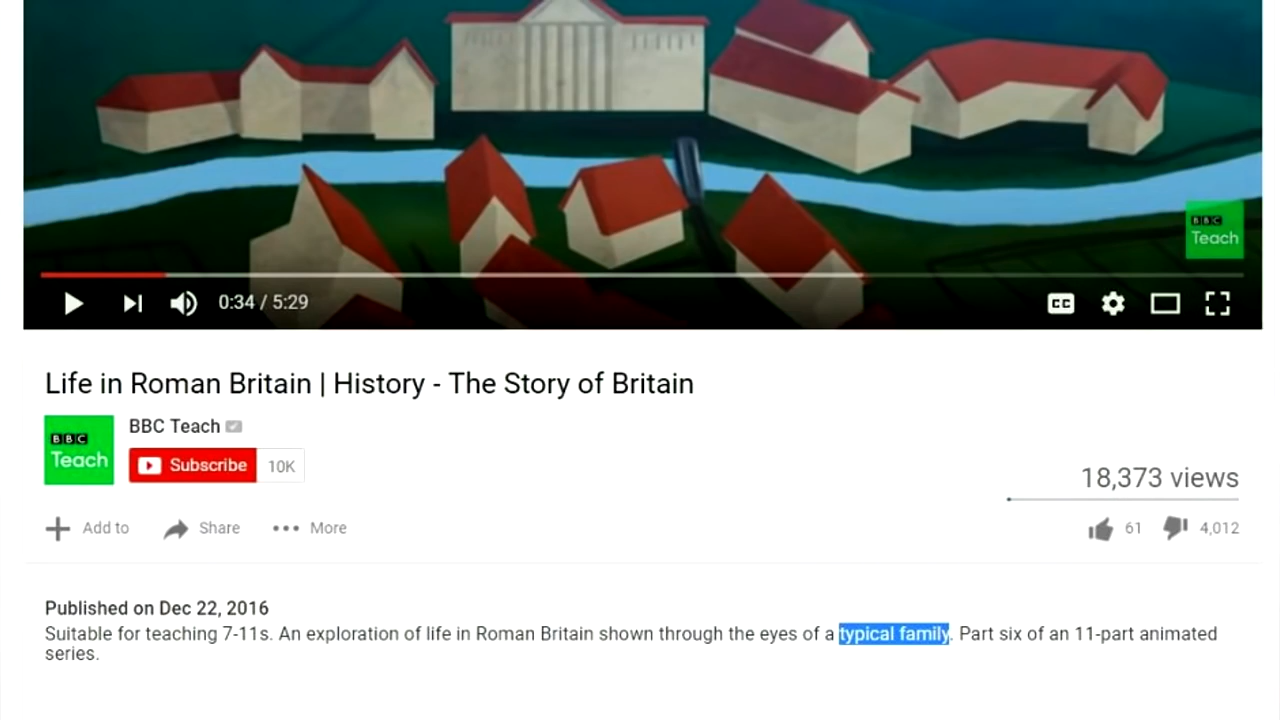 BBC
Teach
0:34 / 5:29
CC
Life in Roman Britain | History - The Story of Britain
BBC
Teach
BBC Teach
Subscribe 10K
18,373 views
Add to Share More
61 4,012
Published on Dec 22, 2016
Suitable for teaching 7-11s. An exploration of life in Roman Britain shown through the eyes of a typical family. Part six of an 11-part animated
series.